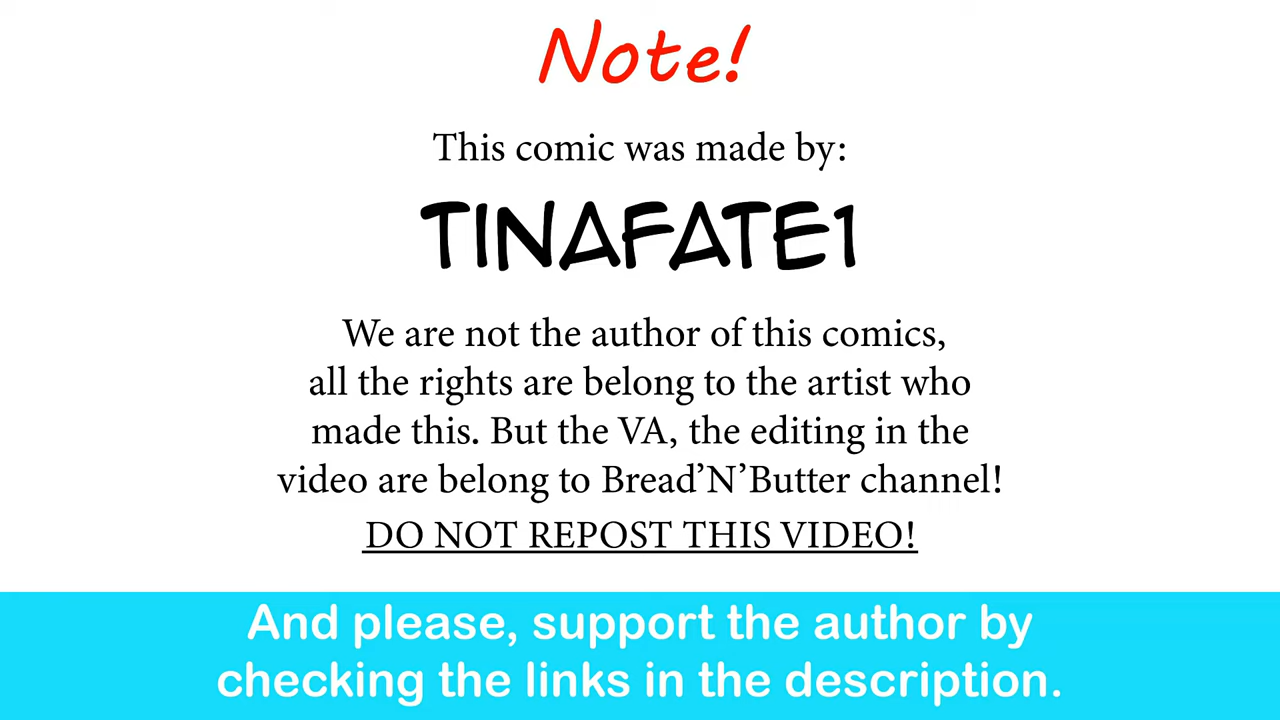 Note!
This comic was made by:
TINAFATE1
We are not the author of this comics,
all the rights are belong to the artist who
made this. But the VA, the editing in the
video are belong to Bread’N’Butter channel!
DO NOT REPOST THIS VIDEO!
And please, support the author by
checking the links in the description.